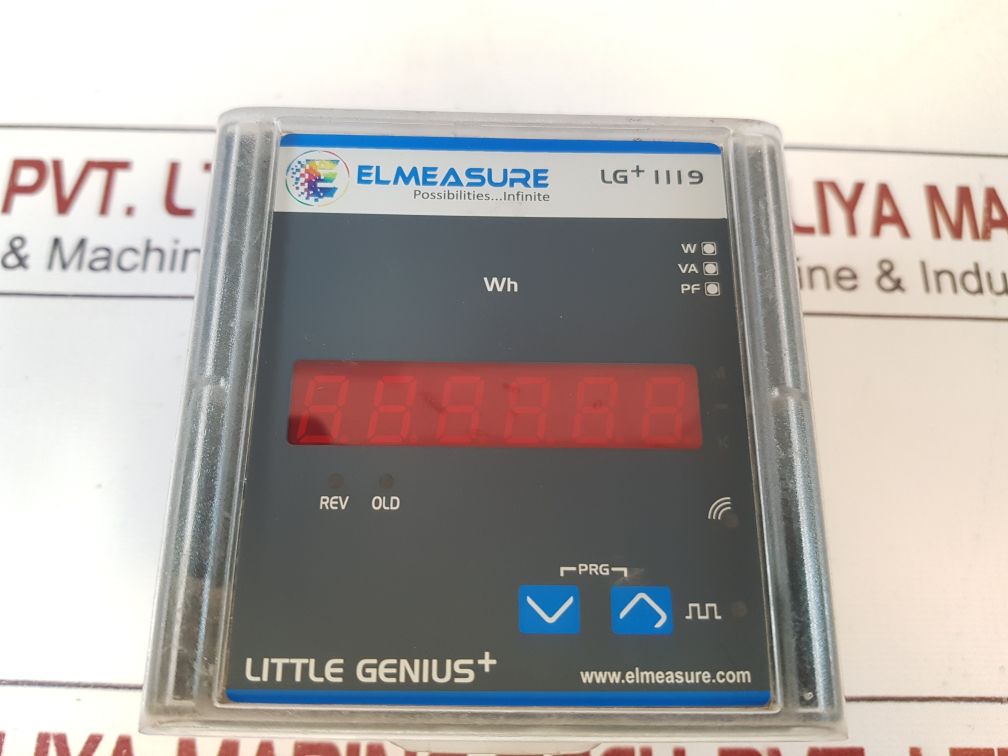 ELMEASURE
Possibilities...Infinite
LG+ 1119
PVT.
& Machin
LIYA MA
ine & Indu
W
VA
PF
Wh
REV OLD
PRG
LITTLE GENIUS+
www.elmeasure.com